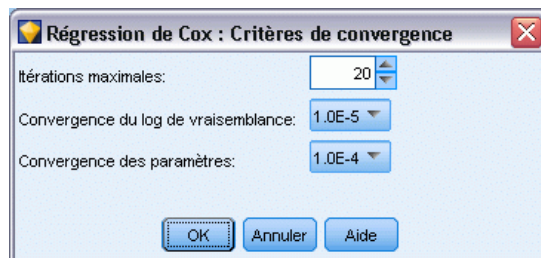 Régression de Cox : Critères de convergence
Itérations maximales: 20
Convergence du log de vraisemblance: 1.0E-5
Convergence des paramètres: 1.0E-4
OK Annuler Aide